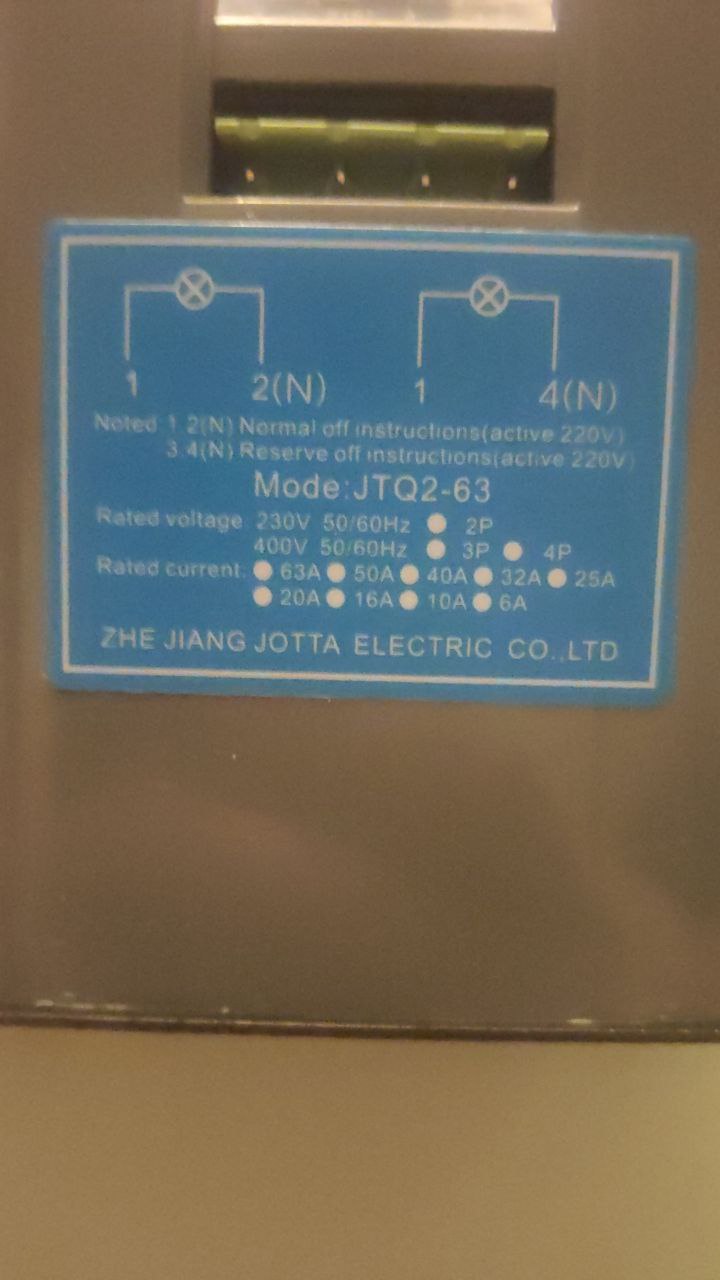 1 2(N) 1 4(N)
Noted 1 2(N) Normal off instructions(active 220V)
3.4(N) Reserve off instructions(active 220V)
Mode:JTQ2-63
Rated voltage 230V 50/60Hz ● 2P
400V 50/60Hz ● 3P ● 4P
Rated current: ● 63A ● 50A ● 40A ● 32A ● 25A
● 20A ● 16A ● 10A ● 6A
ZHE JIANG JOTTA ELECTRIC CO.,LTD